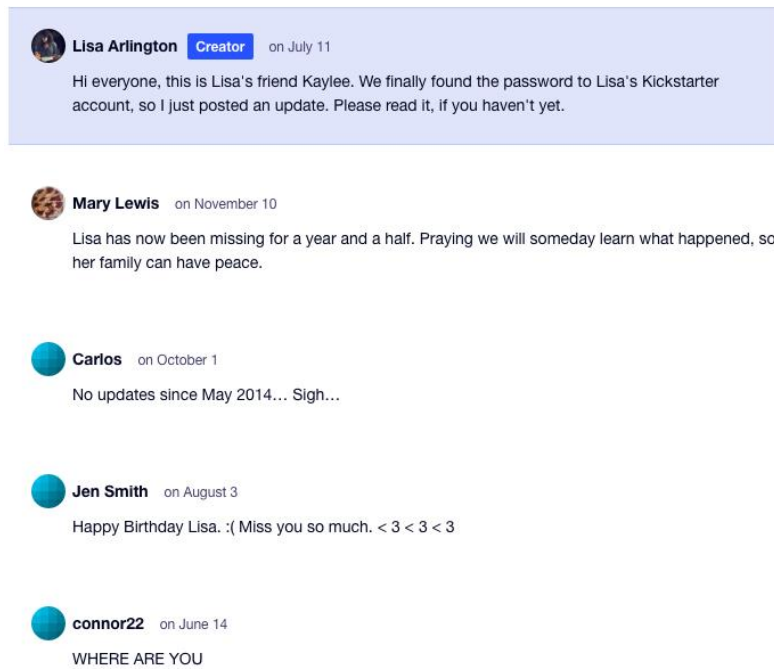 Lisa Arlington Creator on July 11
Hi everyone, this is Lisa's friend Kaylee. We finally found the password to Lisa's Kickstarter
account, so I just posted an update. Please read it, if you haven't yet.
Mary Lewis on November 10
Lisa has now been missing for a year and a half. Praying we will someday learn what happened, so
her family can have peace.
Carlos on October 1
No updates since May 2014… Sigh…
Jen Smith on August 3
Happy Birthday Lisa. :( Miss you so much. < 3 < 3 < 3
connor22 on June 14
WHERE ARE YOU